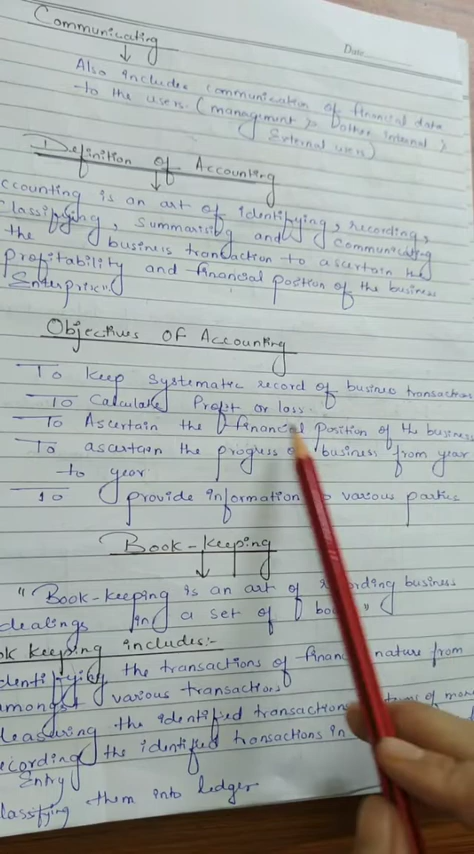 Communicating
Date
Also includes communication of financial data
to the users. (management, other internal,
External users)
Definition of Accounting
ccounting is an art of identifying, recording,
classifying, summarising and communicating
the business transaction to ascertain the
profitability and financial position of the business
Enterprise"
Objectives of Accounting
To keep systematic record of business transactions
To Calculate Profit or loss.
To Ascertain the financial position of the business
To ascertain the progress of business from year
to year.
To provide information to various parties
Book-keeping
"Book-keeping is an art of recording business
dealings in a set of books"
ok keeping includes:-
dentifying the transactions of financial nature from
amongst various transactions
easuring the identified transactions terms of mon
ecording the identified transactions in
Entry
lassifying them into ledger